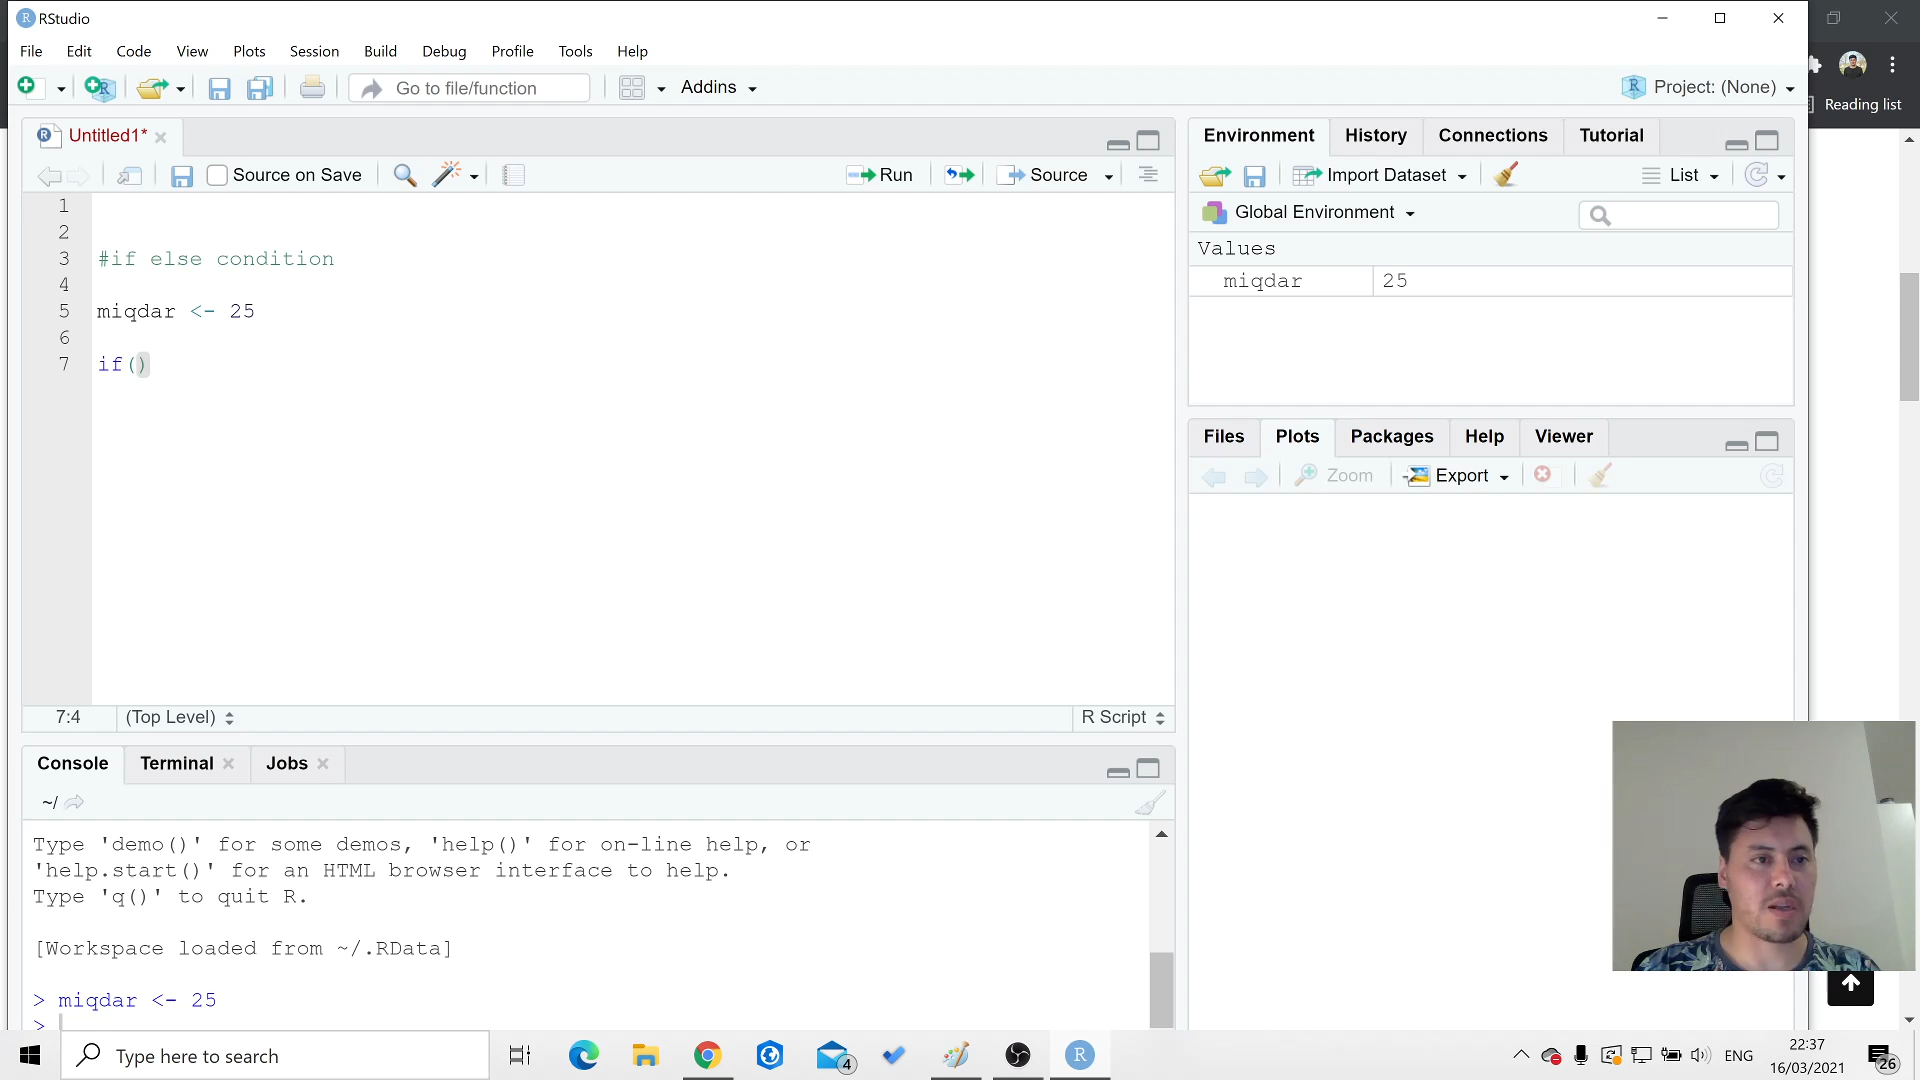 RStudio
File Edit Code View Plots Session Build Debug Profile Tools Help
Go to file/function Addins Project: (None)
Reading list
Untitled1*
Source on Save Run Source
1
2
3 #if else condition
4
5 miqdar <- 25
6
7 if()
7:4 (Top Level) R Script
Console Terminal Jobs
~/
Type 'demo()' for some demos, 'help()' for on-line help, or
'help.start()' for an HTML browser interface to help.
Type 'q()' to quit R.
[Workspace loaded from ~/.RData]
> miqdar <- 25
>
Environment History Connections Tutorial
Import Dataset List
Global Environment
Values
miqdar 25
Files Plots Packages Help Viewer
Zoom Export
Type here to search
4
ENG
22:37
16/03/2021
26